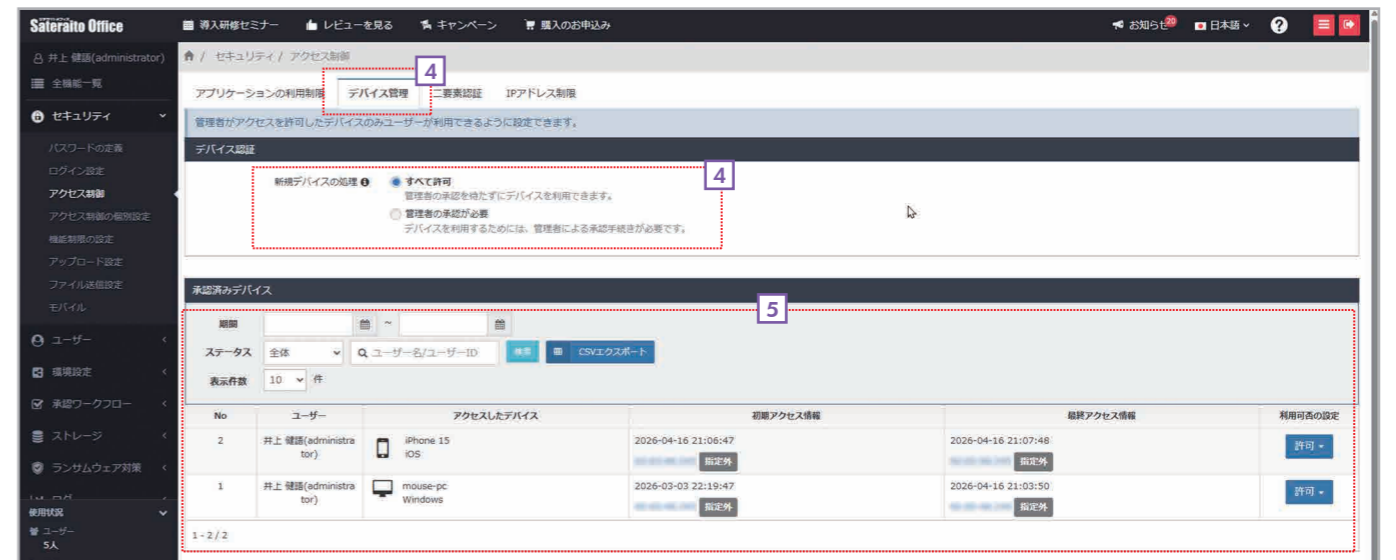 Sateraito Office
導入研修セミナー レビューを見る キャンペーン 購入のお申込み お知らせ 20 日本語
井上 健語(administrator)
全機能一覧
セキュリティ
パスワードの定義
ログイン設定
アクセス制御
アクセス制御の個別設定
機能制限の設定
アップロード設定
ファイル送信設定
モバイル
ユーザー
環境設定
承認ワークフロー
ストレージ
ランサムウェア対策
使用状況
ユーザー
5人
/ セキュリティ / アクセス制御
4
アプリケーションの利用制限 デバイス管理 二要素認証 IPアドレス制限
管理者がアクセスを許可したデバイスのみユーザーが利用できるように設定できます。
デバイス認証
4
新規デバイスの処理 すべて許可
管理者の承認を待たずにデバイスを利用できます。
管理者の承認が必要
デバイスを利用するためには、管理者による承認手続きが必要です。
承認済みデバイス
5
期間 ~
ステータス 全体 ユーザー名/ユーザーID 検索 CSVエクスポート
表示件数 10 件
No ユーザー アクセスしたデバイス 初期アクセス情報 最終アクセス情報 利用可否の設定
2 井上 健語(administra iPhone 15 2026-04-16 21:06:47 2026-04-16 21:07:48 許可
tor) iOS 指定外 指定外
1 井上 健語(administra mouse-pc 2026-03-03 22:19:47 2026-04-16 21:03:50 許可
tor) Windows 指定外 指定外
1 - 2 / 2